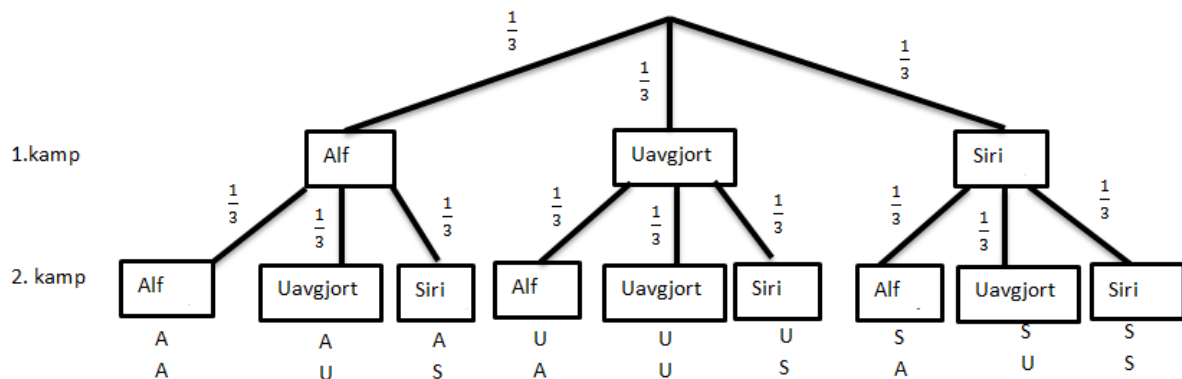 1/3 1/3 1/3
1.kamp Alf Uavgjort Siri
1/3 1/3 1/3 1/3 1/3 1/3 1/3 1/3 1/3
2. kamp Alf Uavgjort Siri Alf Uavgjort Siri Alf Uavgjort Siri
A A A U U U S S S
A U S A U S A U S